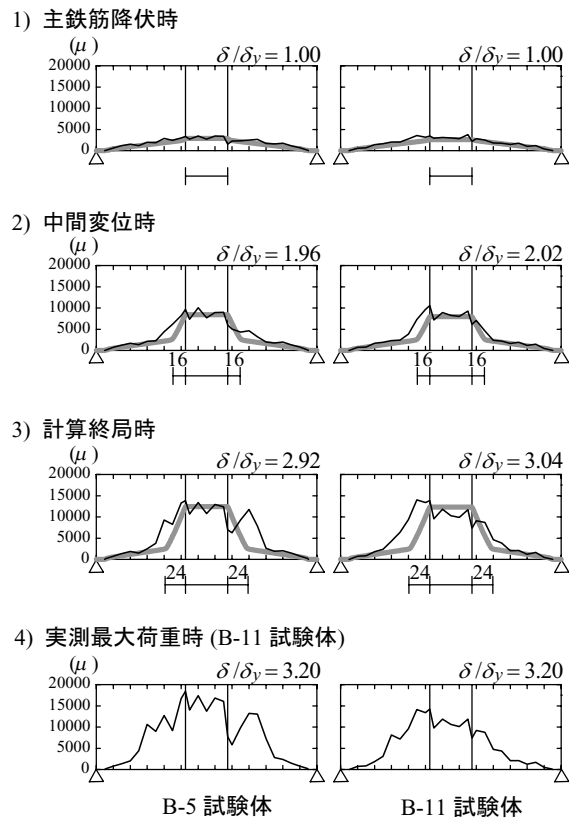 1) 主鉄筋降伏時
(μ)
δ/δy = 1.00
δ/δy = 1.00
20000
15000
10000
5000
0
2) 中間変位時
(μ)
δ/δy = 1.96
δ/δy = 2.02
20000
15000
10000
5000
0
16 16 16 16
3) 計算終局時
(μ)
δ/δy = 2.92
δ/δy = 3.04
20000
15000
10000
5000
0
24 24 24 24
4) 実測最大荷重時 (B-11 試験体)
(μ)
δ/δy = 3.20
δ/δy = 3.20
20000
15000
10000
5000
0
B-5 試験体
B-11 試験体